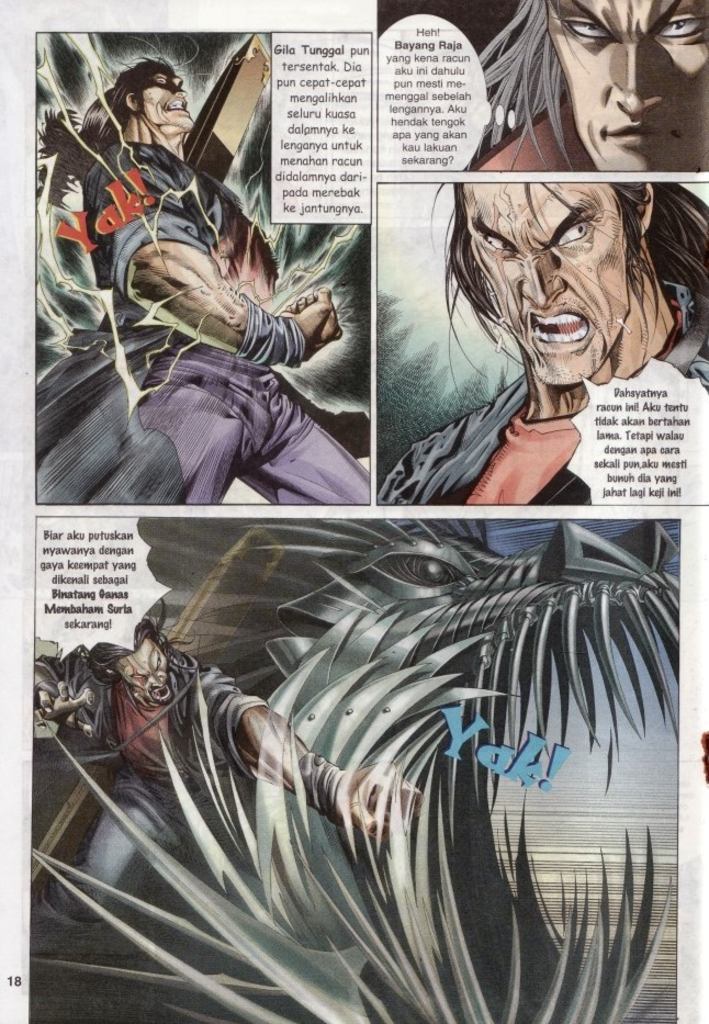 Gila Tunggal pun
tersentak. Dia
pun cepat-cepat
mengalihkan
seluru kuasa
dalamnya ke
lenganya untuk
menahan racun
didalamnya dari-
pada merebak
ke jantungnya.
Yak!
Heh!
Bayang Raja
yang kena racun
aku ini dahulu
pun mesti me-
menggal sebelah
lengannya. Aku
hendak tengok
apa yang akan
kau lakuan
sekarang?
Dahsyatnya
racun ini! Aku tentu
tidak akan bertahan
lama. Tetapi walau
dengan apa cara
sekali pun,aku mesti
bunuh dia yang
jahat lagi keji ini!
Biar aku putuskan
nyawanya dengan
gaya keempat yang
dikenali sebagai
Binatang Ganas
Membaham Suria
sekarang!
Yak!
18